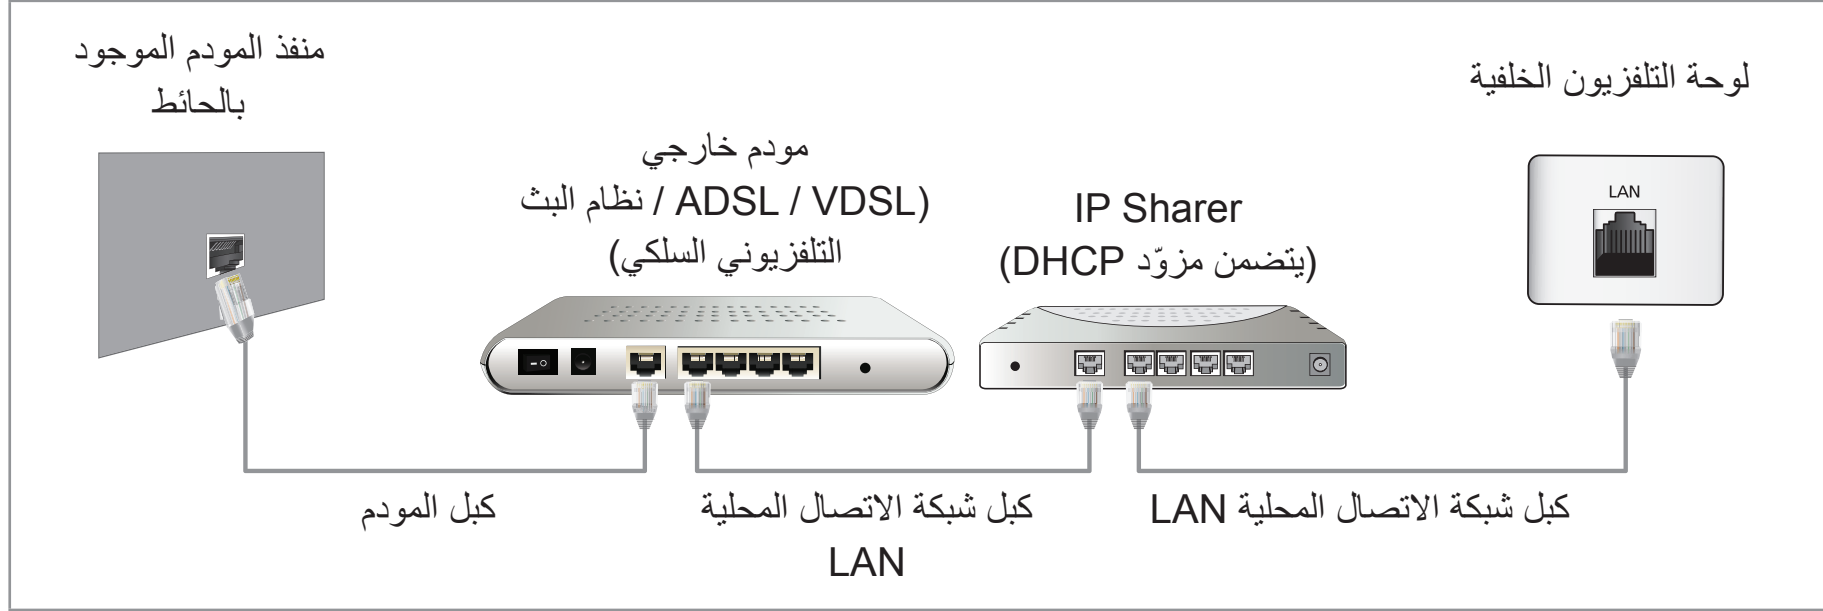 منفذ المودم الموجود
بالحائط
مودم خارجي
(ADSL / VDSL / نظام البث
التلفزيوني السلكي)
IP Sharer
(يتضمن مزوّد DHCP)
لوحة التلفزيون الخلفية
LAN
كبل المودم
كبل شبكة الاتصال المحلية
LAN
كبل شبكة الاتصال المحلية LAN